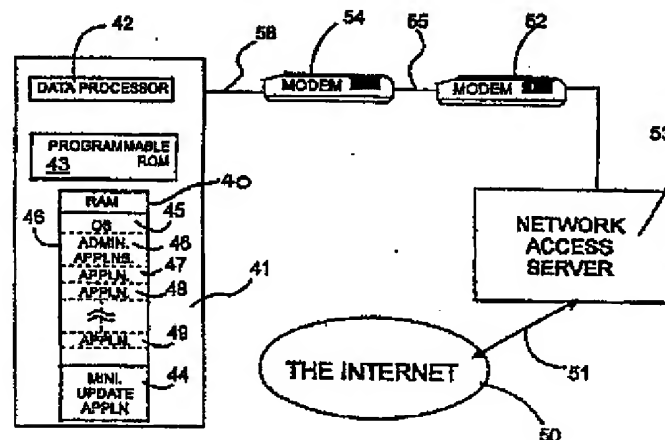 42
DATA PROCESSOR
PROGRAMMABLE
43 ROM
RAM
40
OS
45
46
ADMIN.
APPLNS.
46
APPLN.
47
APPLN.
48
41
APPLN.
49
MINI.
UPDATE
APPLN
44
58
MODEM
54
55
MODEM
52
53
NETWORK
ACCESS
SERVER
THE INTERNET
51
50